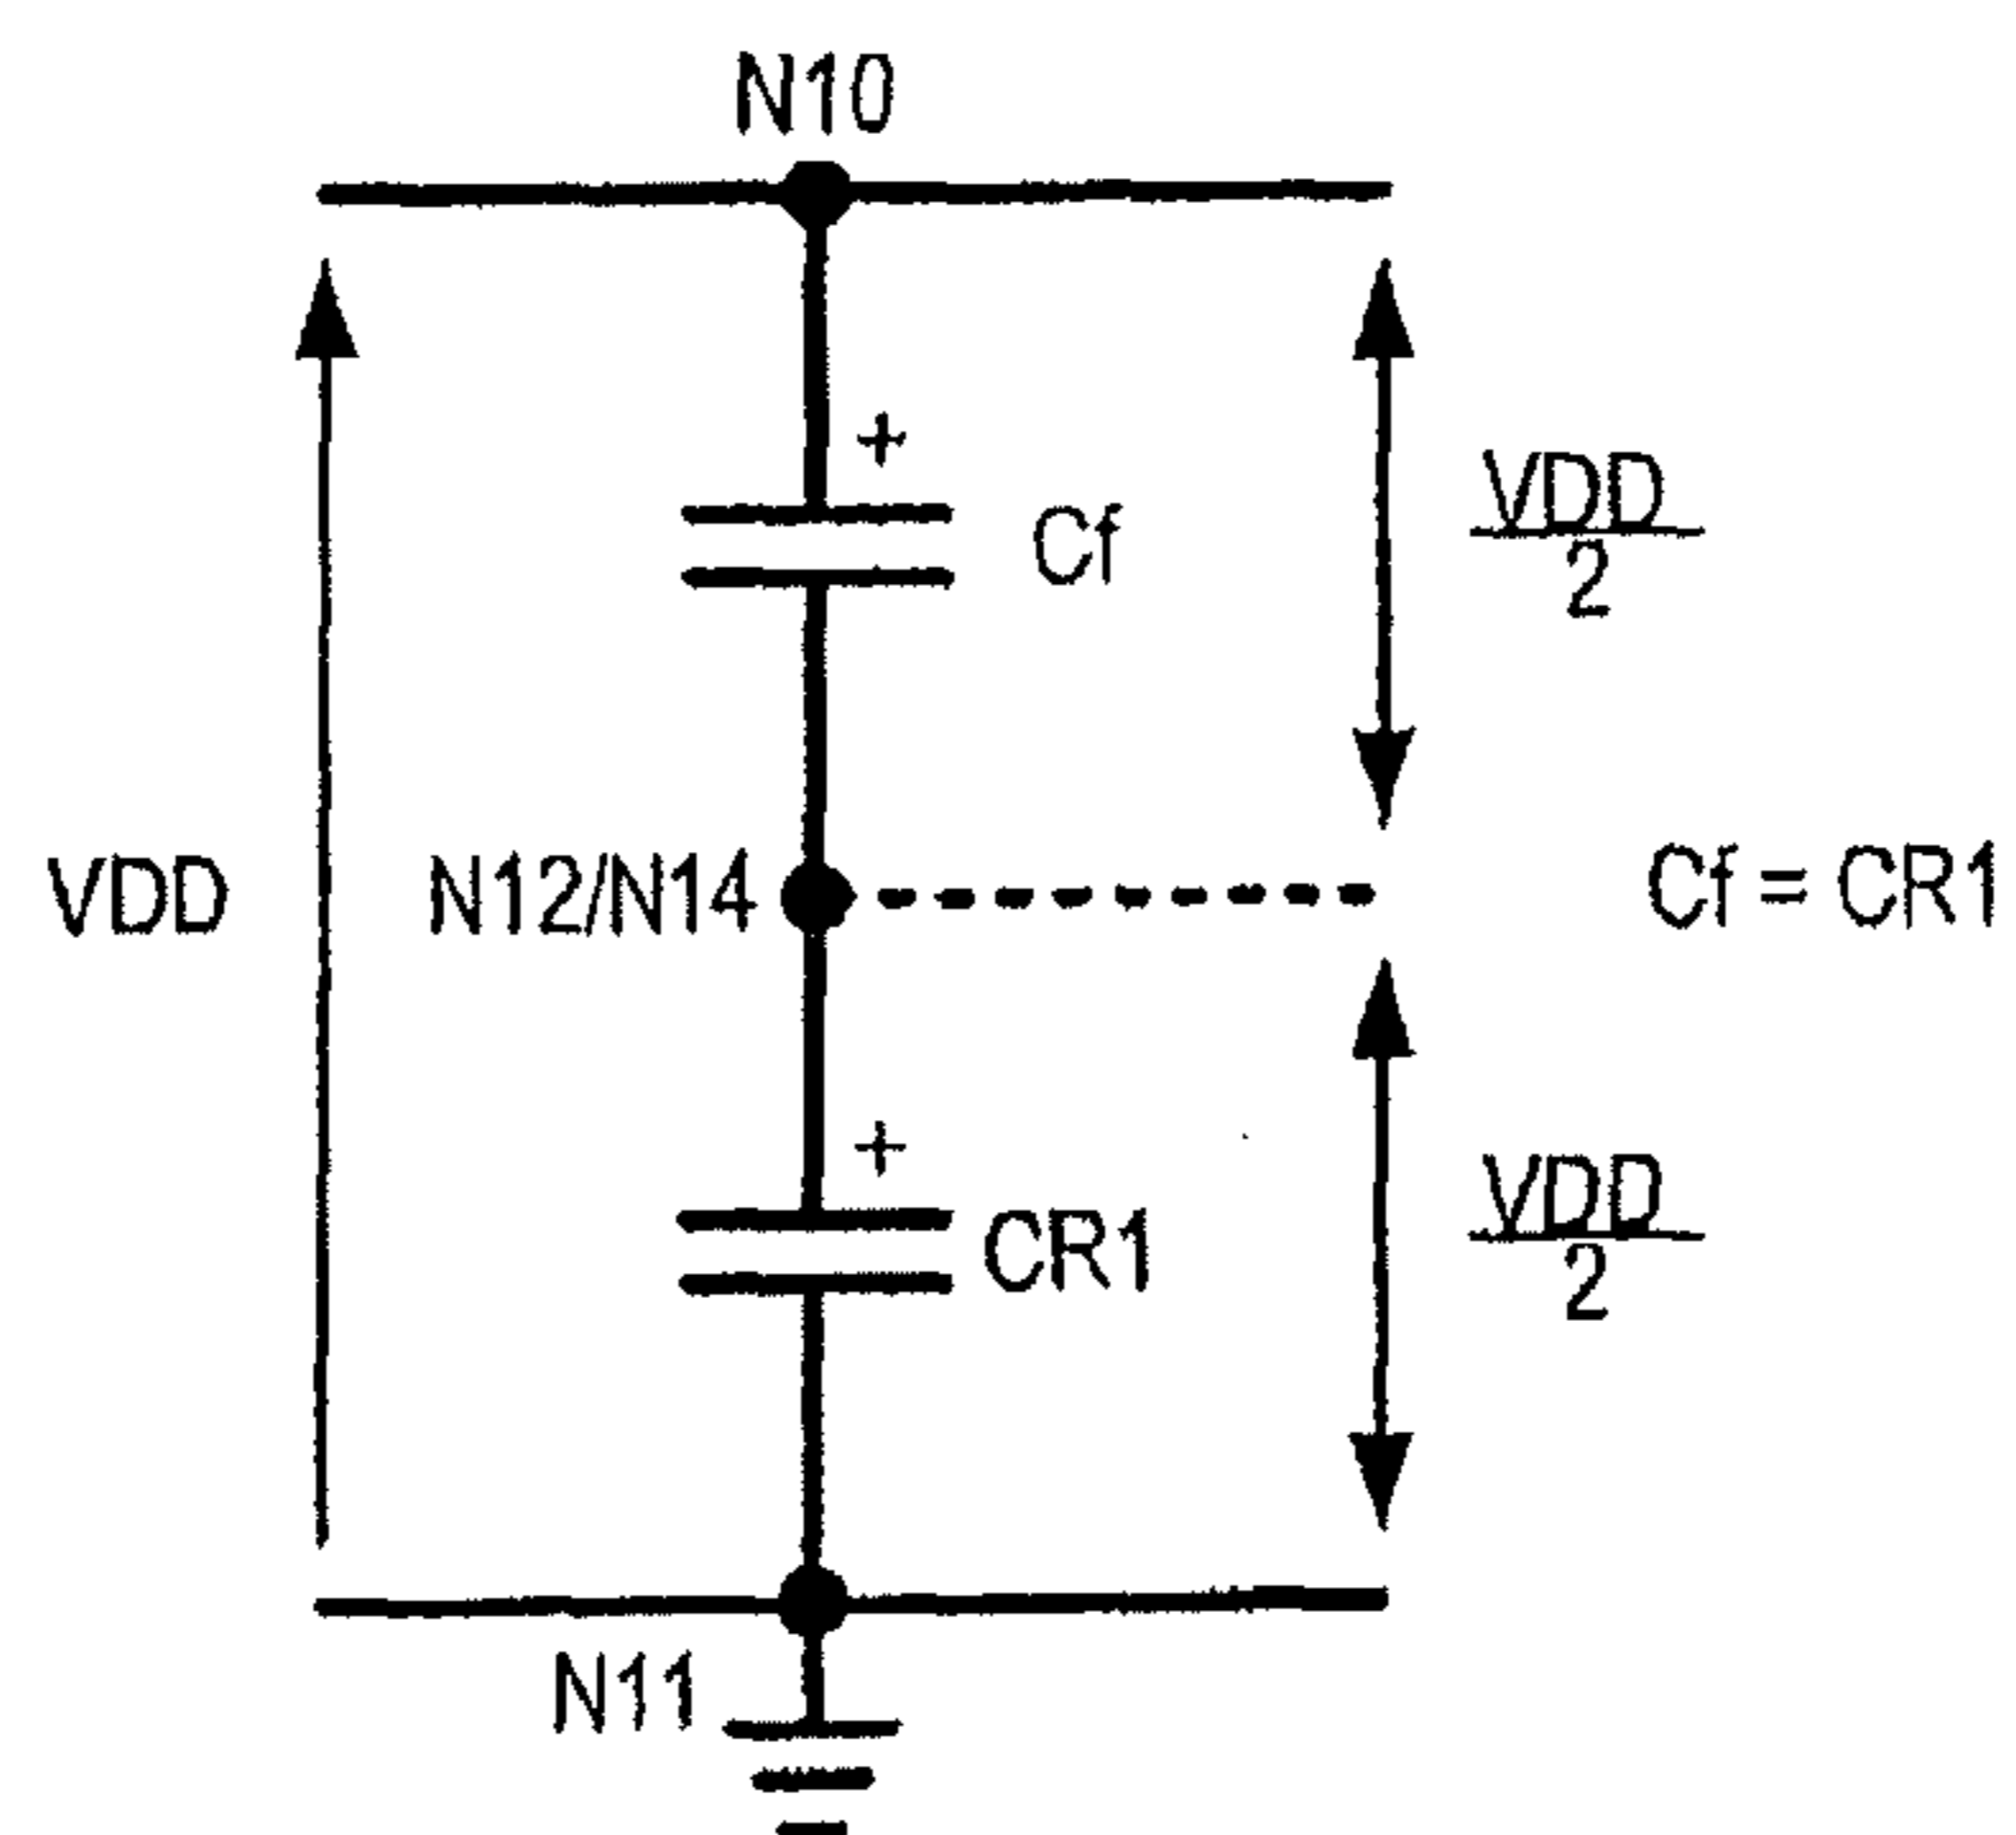 N10
+
Cf
VDD
2
VDD
N12/N14
Cf = CR1
+
CR1
VDD
2
N11